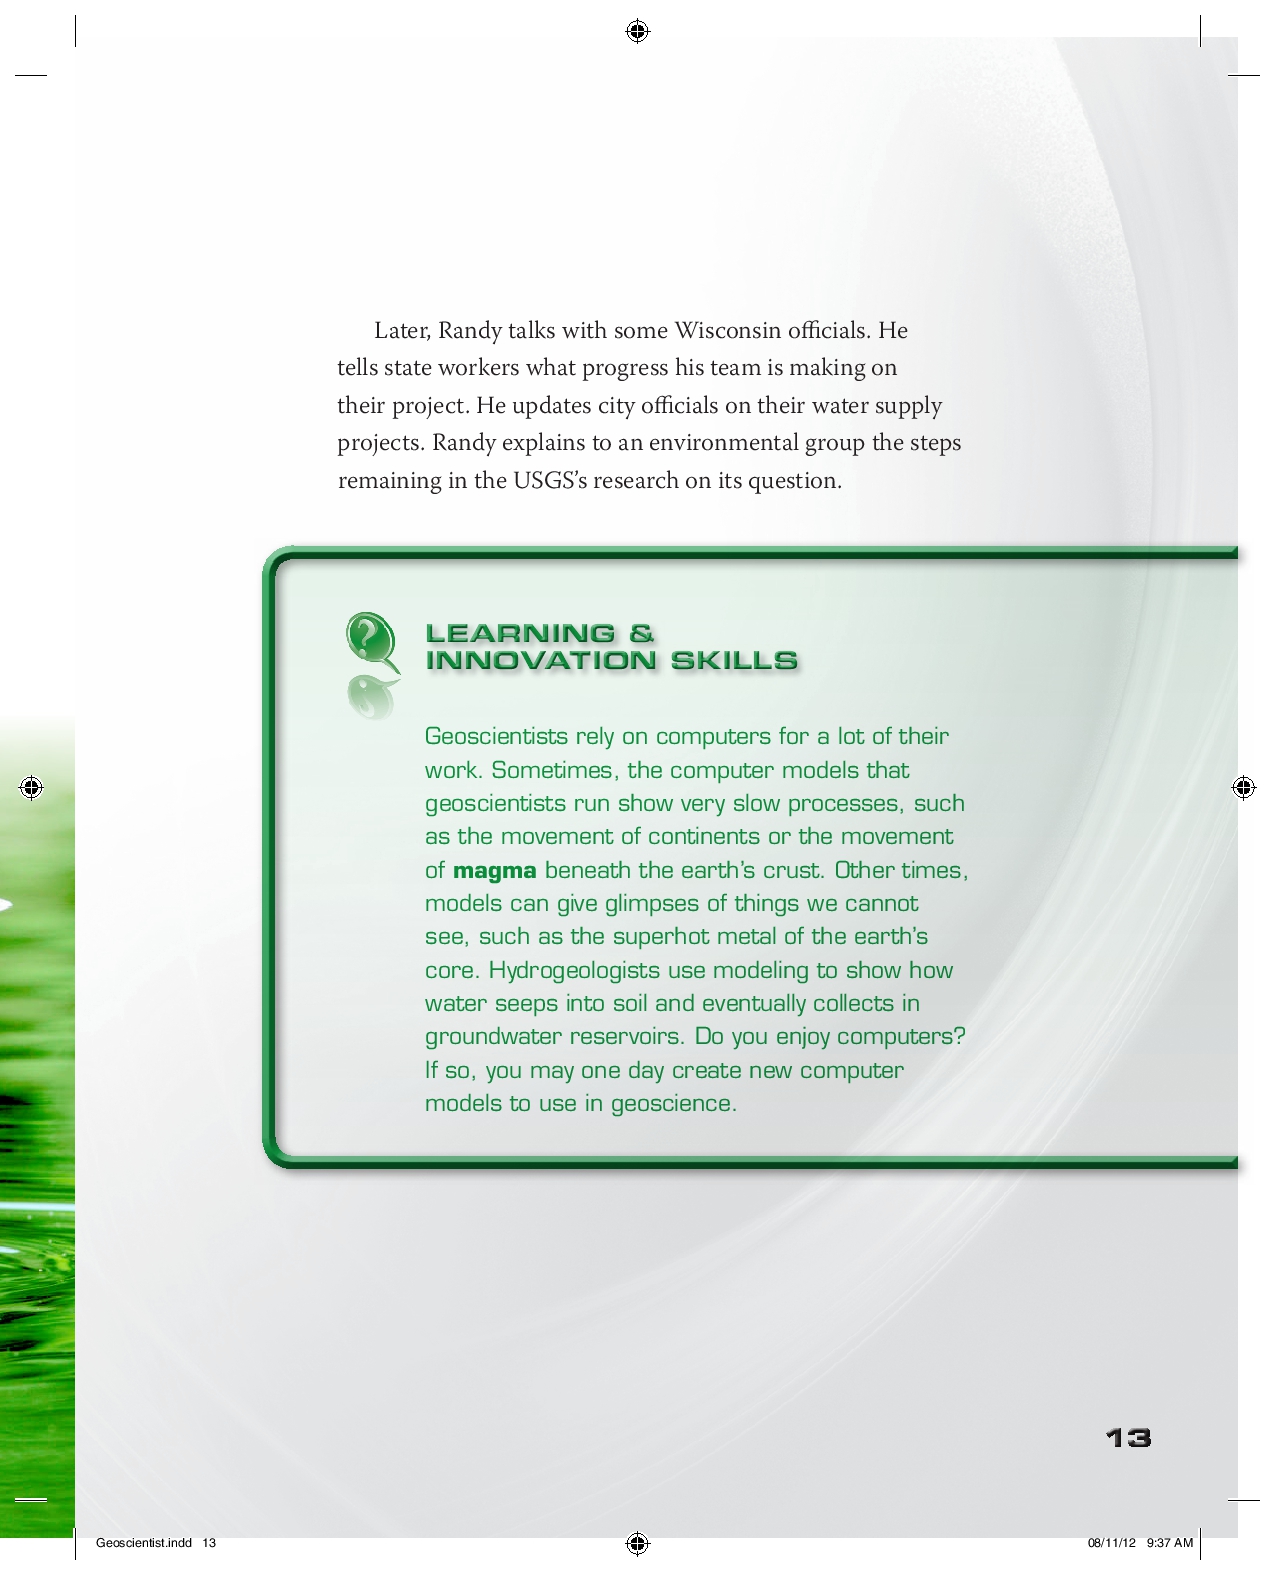 Later, Randy talks with some Wisconsin officials. He
tells state workers what progress his team is making on
their project. He updates city officials on their water supply
projects. Randy explains to an environmental group the steps
remaining in the USGS’s research on its question.
LEARNING &
INNOVATION SKILLS
Geoscientists rely on computers for a lot of their
work. Sometimes, the computer models that
geoscientists run show very slow processes, such
as the movement of continents or the movement
of magma beneath the earth’s crust. Other times,
models can give glimpses of things we cannot
see, such as the superhot metal of the earth’s
core. Hydrogeologists use modeling to show how
water seeps into soil and eventually collects in
groundwater reservoirs. Do you enjoy computers?
If so, you may one day create new computer
models to use in geoscience.
13
Geoscientist.indd 13
08/11/12 9:37 AM